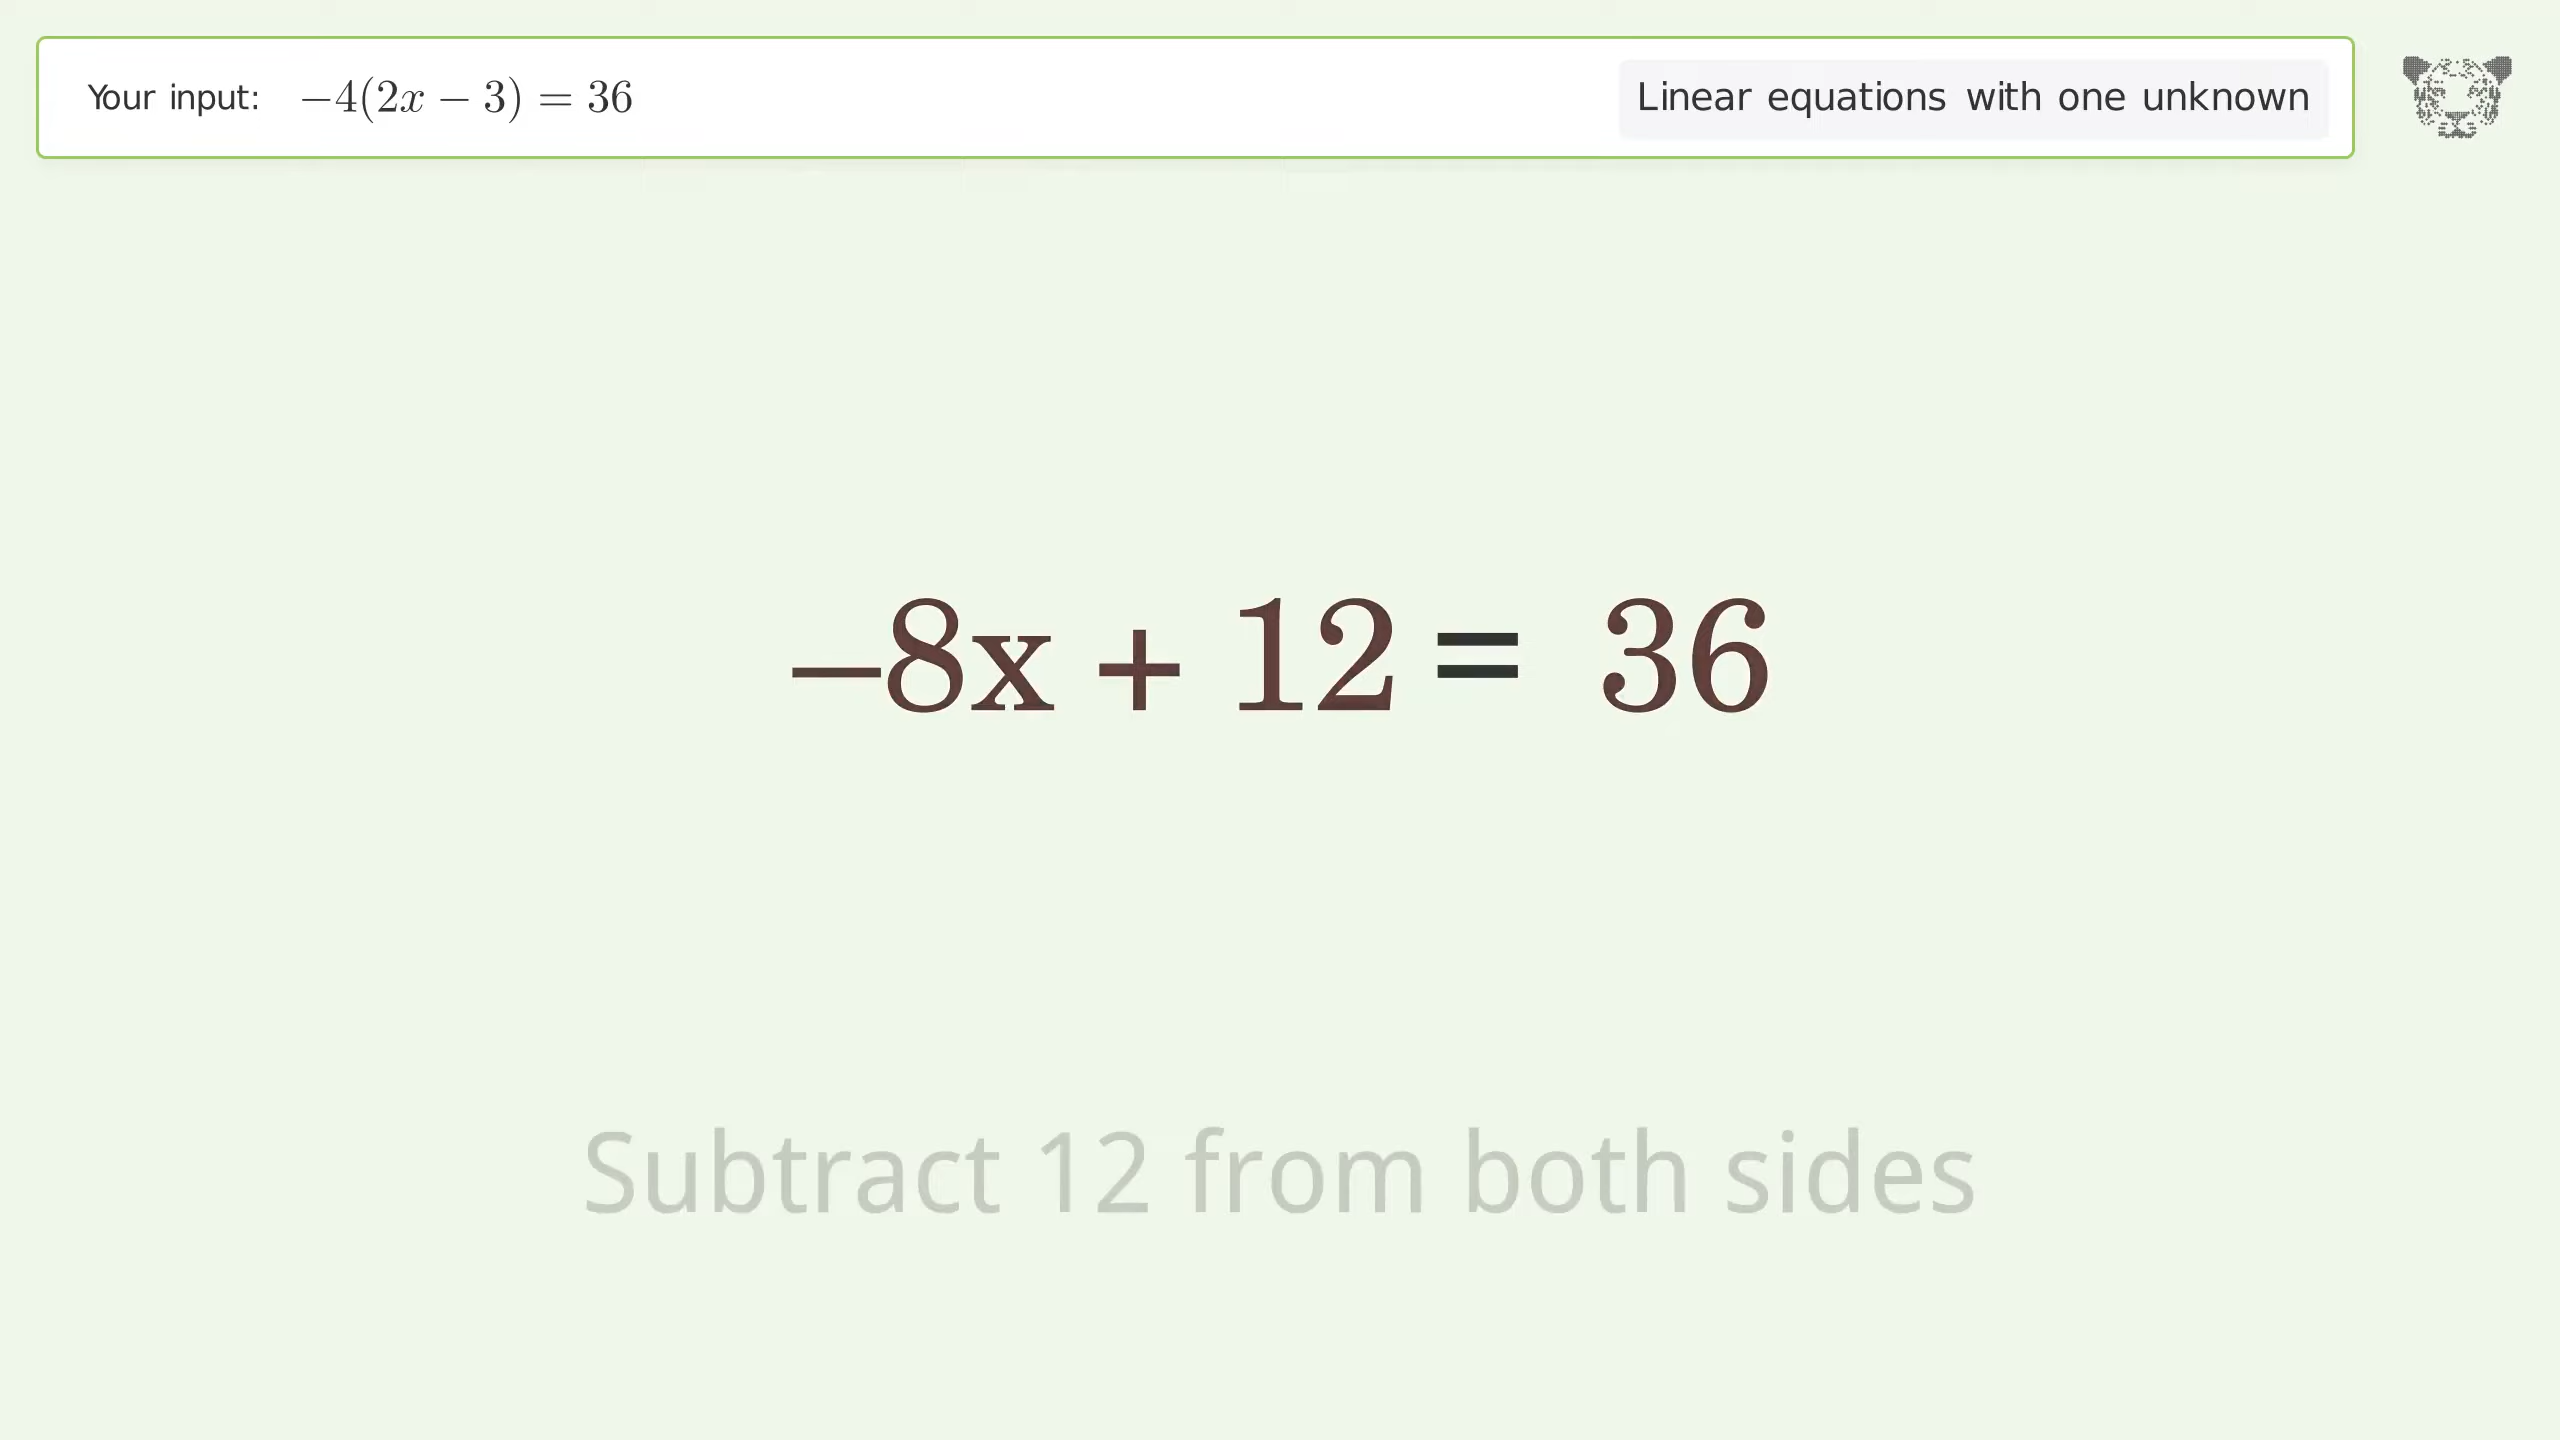 Your input: −4(2x − 3) = 36
Linear equations with one unknown
−8x + 12 = 36
Subtract 12 from both sides